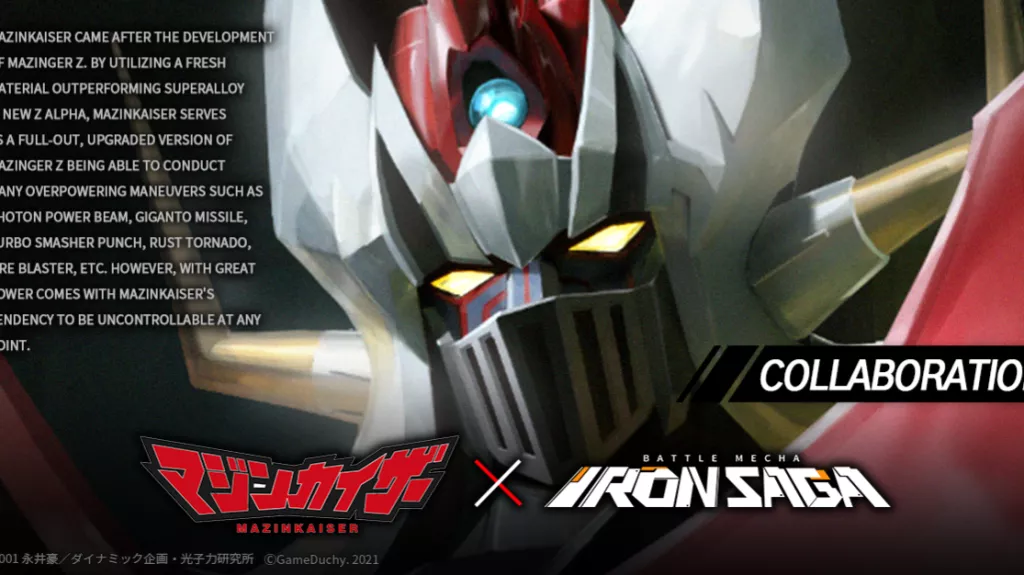 AZINKAISER CAME AFTER THE DEVELOPMENT
F MAZINGER Z. BY UTILIZING A FRESH
ATERIAL OUTPERFORMING SUPERALLOY
NEW Z ALPHA, MAZINKAISER SERVES
S A FULL-OUT, UPGRADED VERSION OF
AZINGER Z BEING ABLE TO CONDUCT
ANY OVERPOWERING MANEUVERS SUCH AS
HOTON POWER BEAM, GIGANTO MISSILE,
URBO SMASHER PUNCH, RUST TORNADO,
RE BLASTER, ETC. HOWEVER, WITH GREAT
OWER COMES WITH MAZINKAISER'S
ENDENCY TO BE UNCONTROLLABLE AT ANY
OINT.
COLLABORATIO
マジンカイザー
MAZINKAISER
BATTLE MECHA
IRON SAGA
001 永井豪／ダイナミック企画・光子力研究所 ©GameDuchy. 2021